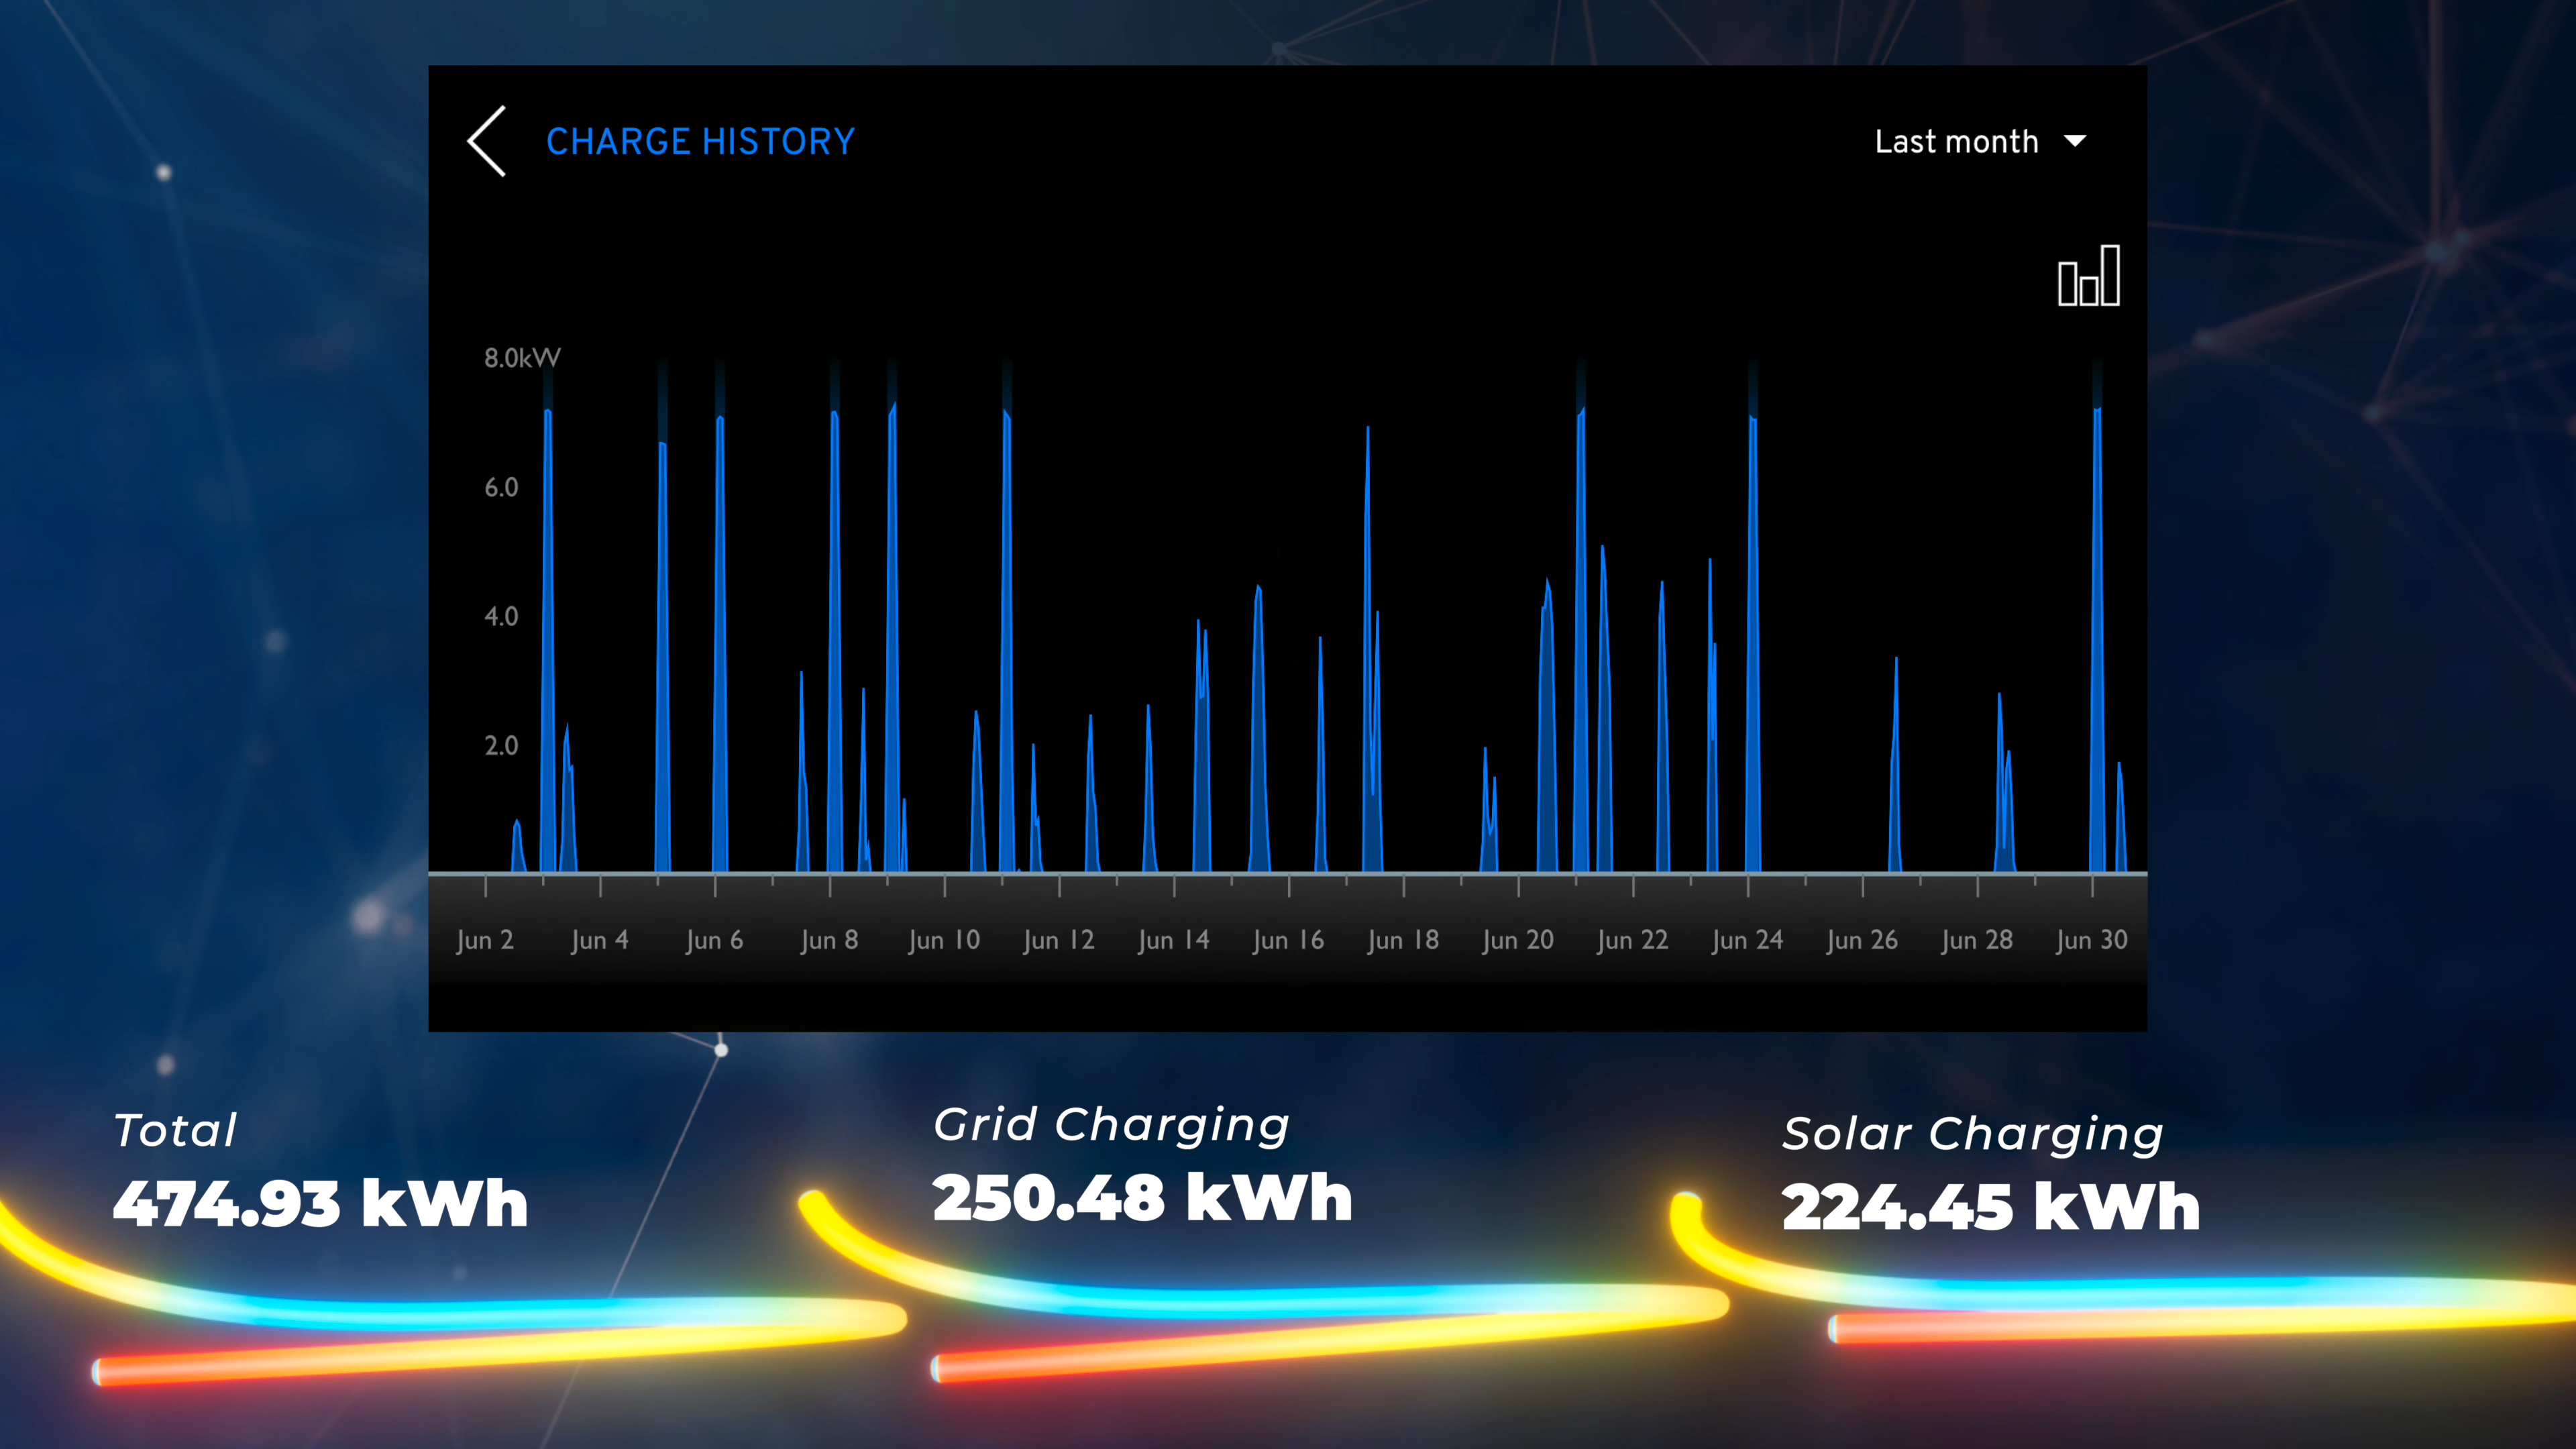 CHARGE HISTORY
Last month
8.0kW
6.0
4.0
2.0
Jun 2 Jun 4 Jun 6 Jun 8 Jun 10 Jun 12 Jun 14 Jun 16 Jun 18 Jun 20 Jun 22 Jun 24 Jun 26 Jun 28 Jun 30
Total
474.93 kWh
Grid Charging
250.48 kWh
Solar Charging
224.45 kWh